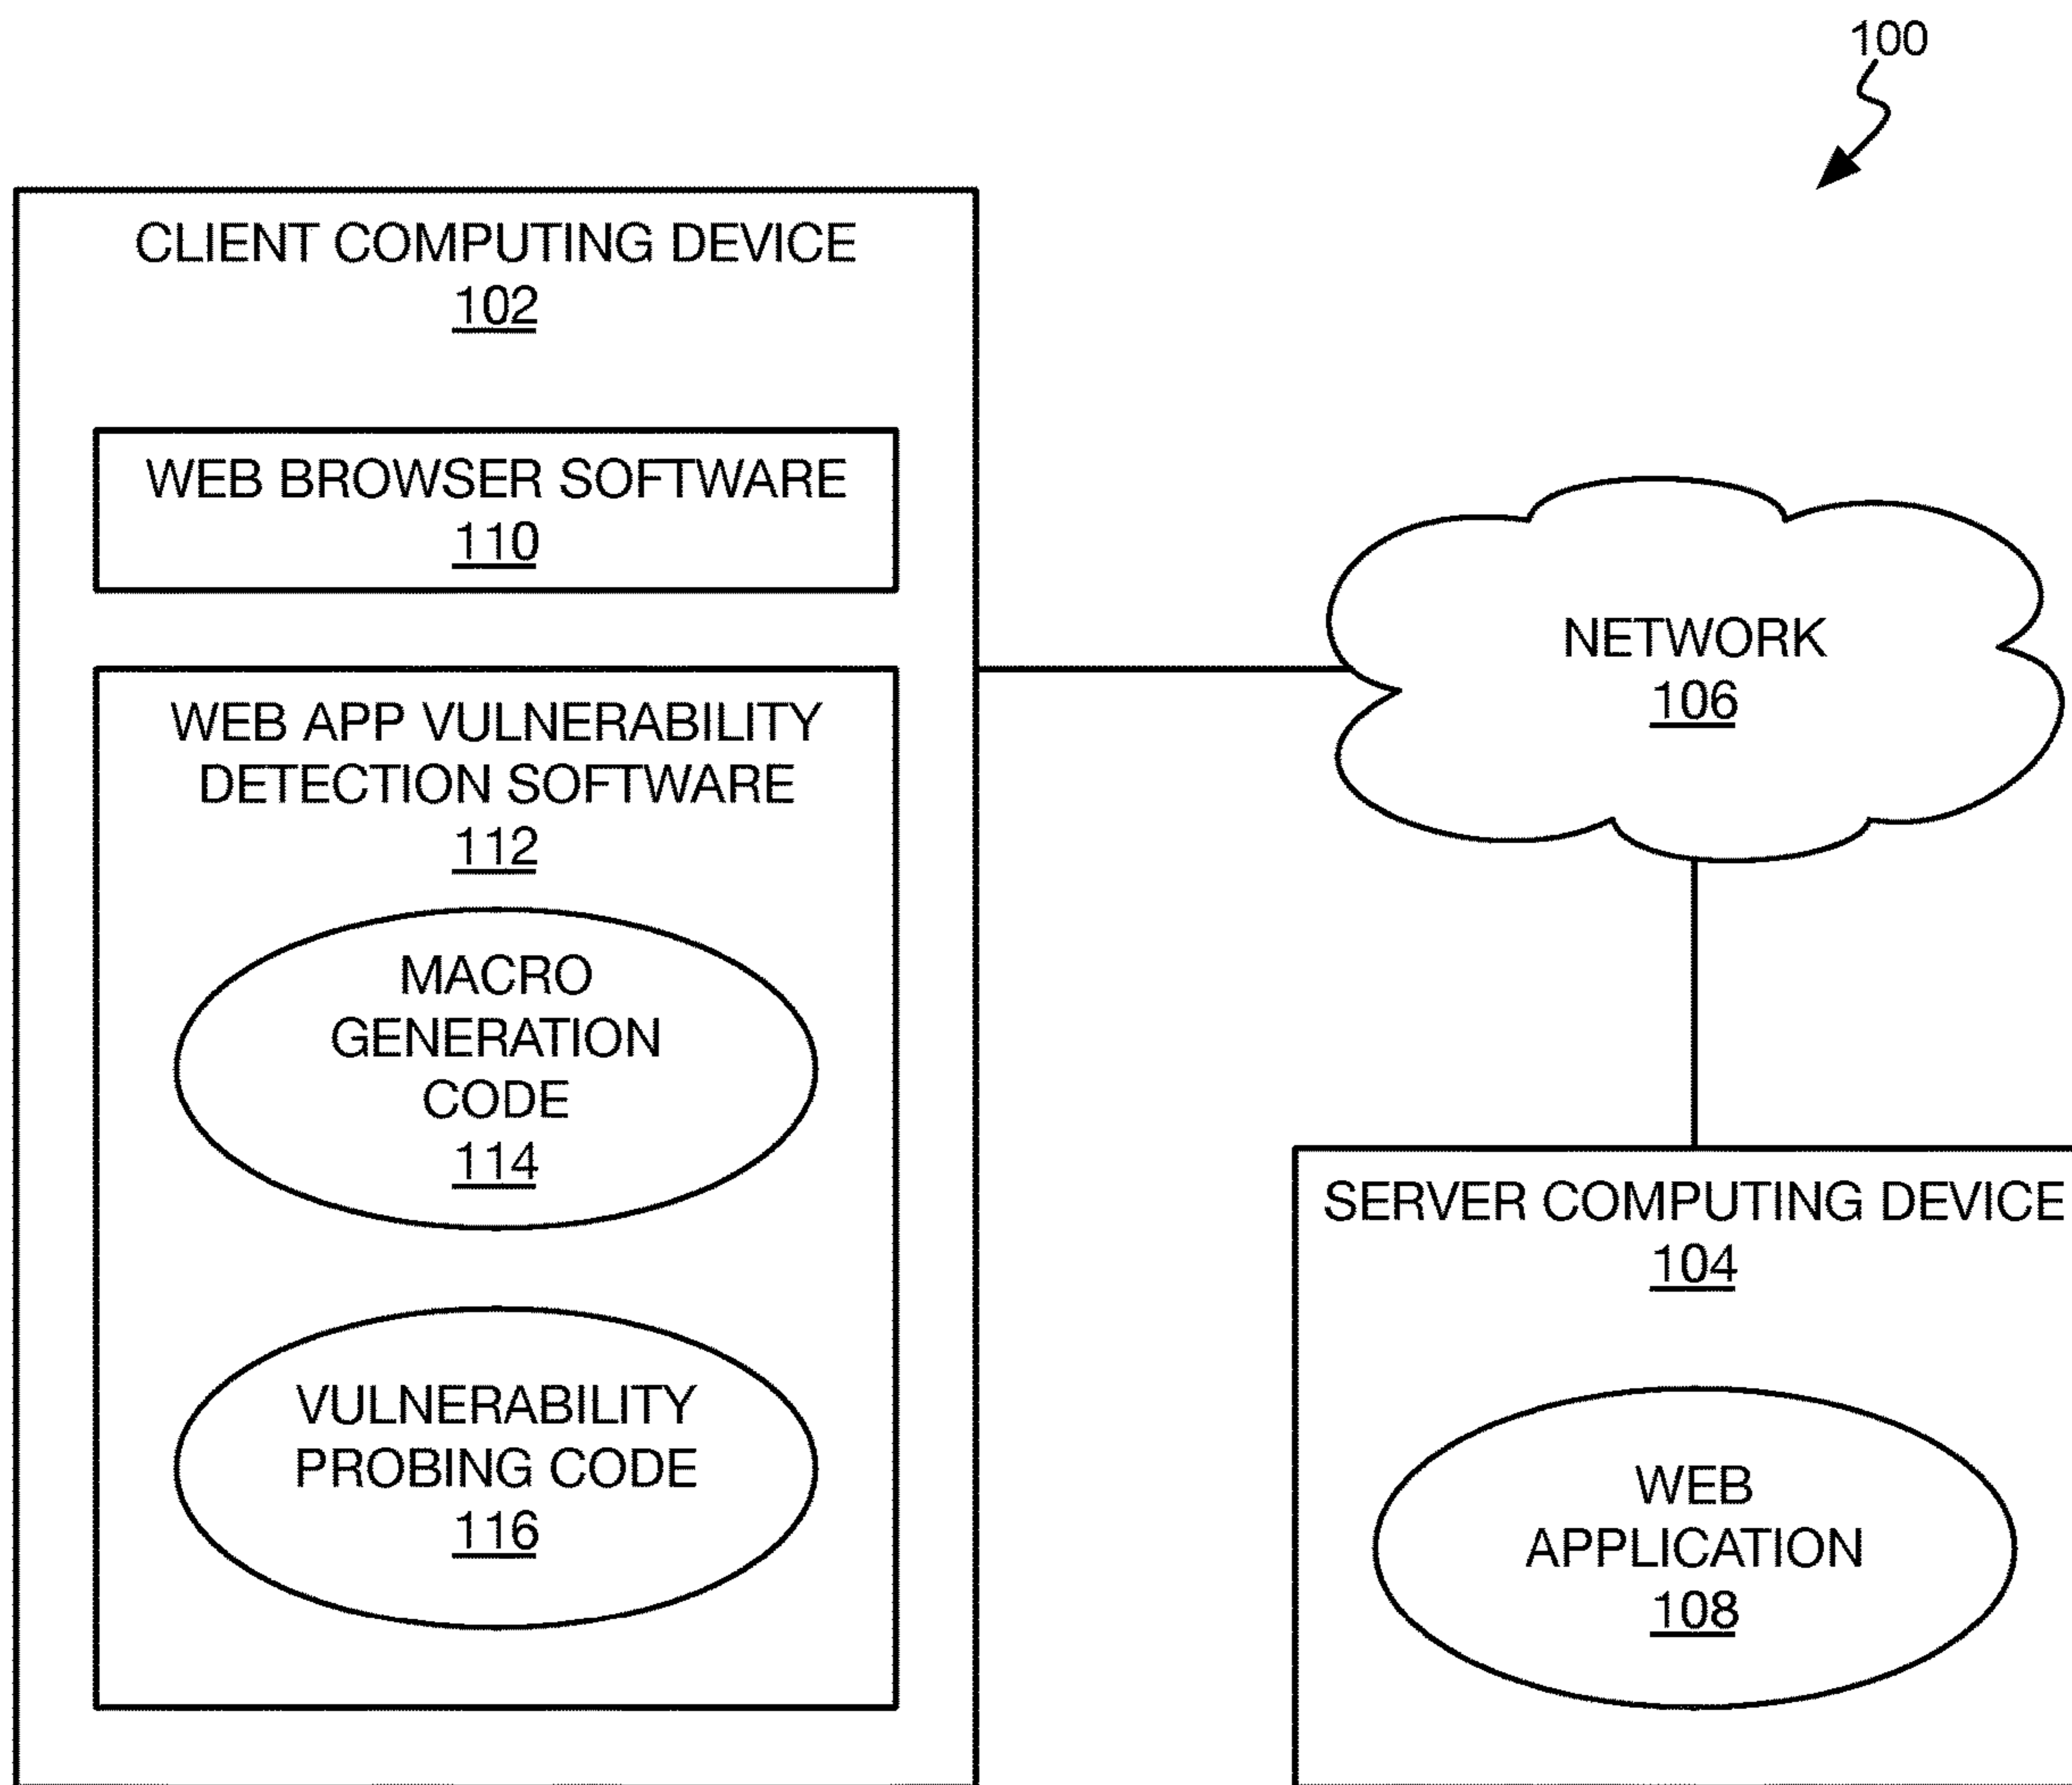 100
CLIENT COMPUTING DEVICE
102
WEB BROWSER SOFTWARE
110
WEB APP VULNERABILITY
DETECTION SOFTWARE
112
MACRO
GENERATION
CODE
114
VULNERABILITY
PROBING CODE
116
NETWORK
106
SERVER COMPUTING DEVICE
104
WEB
APPLICATION
108